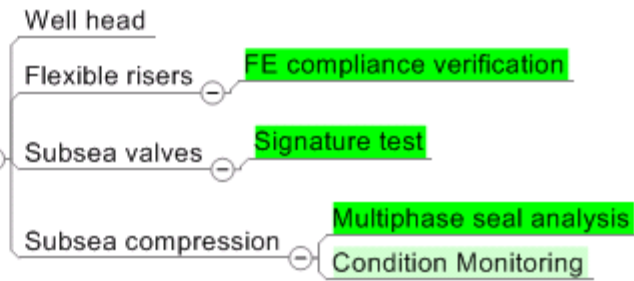 Well head
Flexible risers
FE compliance verification
Subsea valves
Signature test
Subsea compression
Multiphase seal analysis
Condition Monitoring